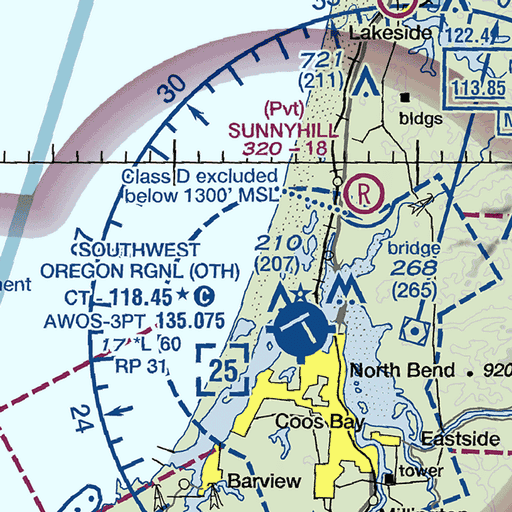 33
Lakeside
122.4
721
(211)
113.85
30
bldgs
(Pvt)
SUNNYHILL
320 - 18
Class D excluded
below 1300' MSL
R
SOUTHWEST
OREGON RGNL (OTH)
CT - 118.45 * C
AWOS-3PT 135.075
17 *L 60
RP 31
210
(207)
bridge
268
(265)
ment
25
North Bend
920
24
Coos Bay
Eastside
Barview
tower
Millington